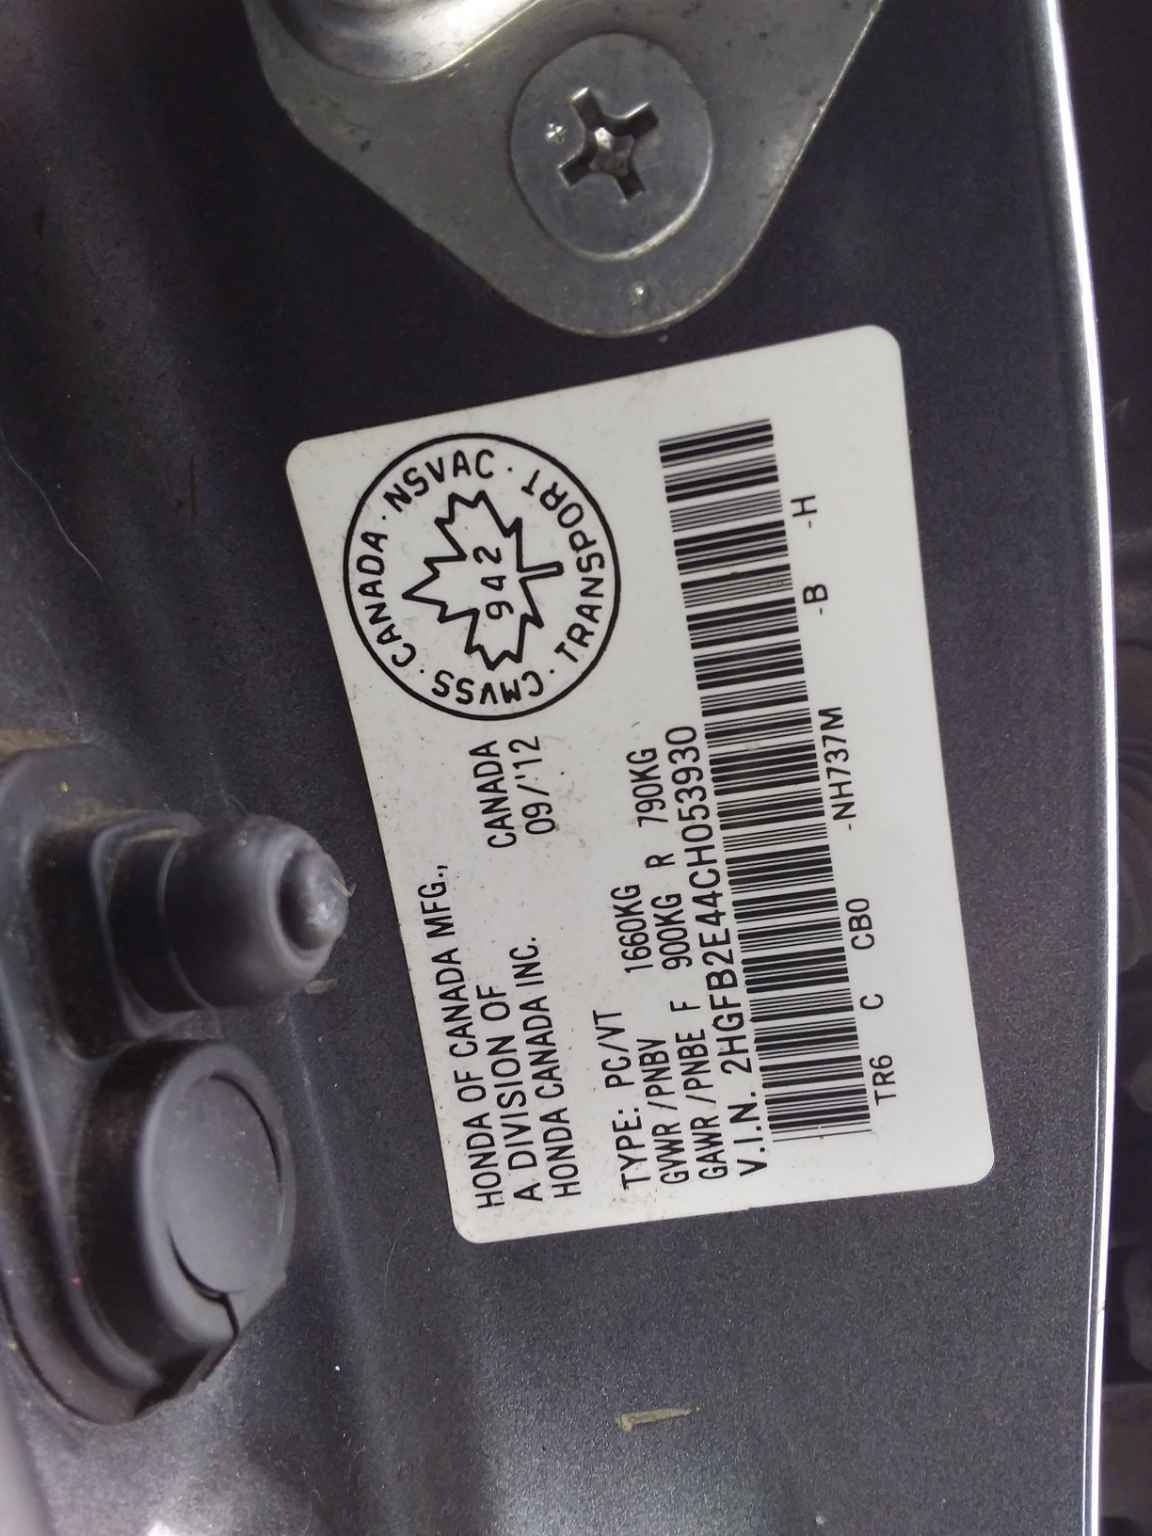 HONDA OF CANADA MFG.,
A DIVISION OF CANADA
HONDA CANADA INC. 09/'12
CANADA · NSVAC · TRANSPORT · CMVSS ·
942
TYPE: PC/VT
GVWR /PNBV 1660KG
GAWR /PNBE F 900KG R 790KG
V.I.N. 2HGFB2E44CH053930
TR6 C CB0 -NH737M -B -H